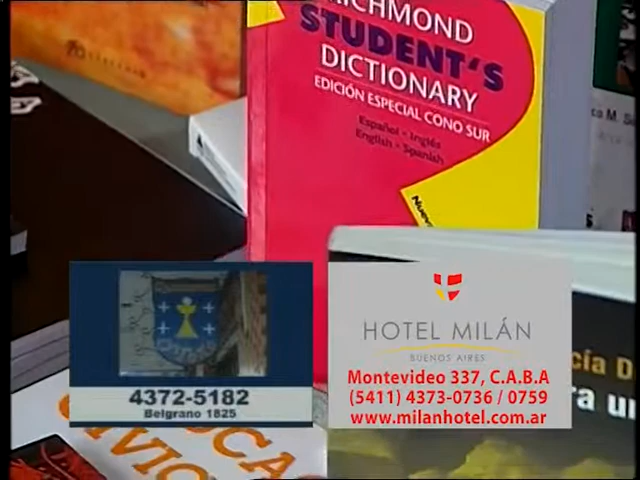 RICHMOND
STUDENT'S
DICTIONARY
EDICIÓN ESPECIAL CONO SUR
Español - Inglés
English - Spanish
HOTEL MILÁN
BUENOS AIRES
Montevideo 337, C.A.B.A
(5411) 4373-0736 / 0759
www.milanhotel.com.ar
4372-5182
Belgrano 1825
CIVIC